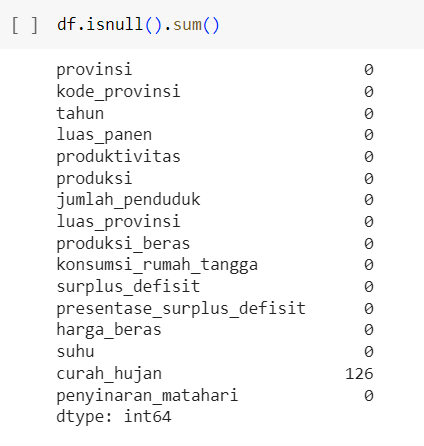 [ ] df.isnull().sum()
provinsi 0
kode_provinsi 0
tahun 0
luas_panen 0
produktivitas 0
produksi 0
jumlah_penduduk 0
luas_provinsi 0
produksi_beras 0
konsumsi_rumah_tangga 0
surplus_defisit 0
presentase_surplus_defisit 0
harga_beras 0
suhu 0
curah_hujan 126
penyinaran_matahari 0
dtype: int64